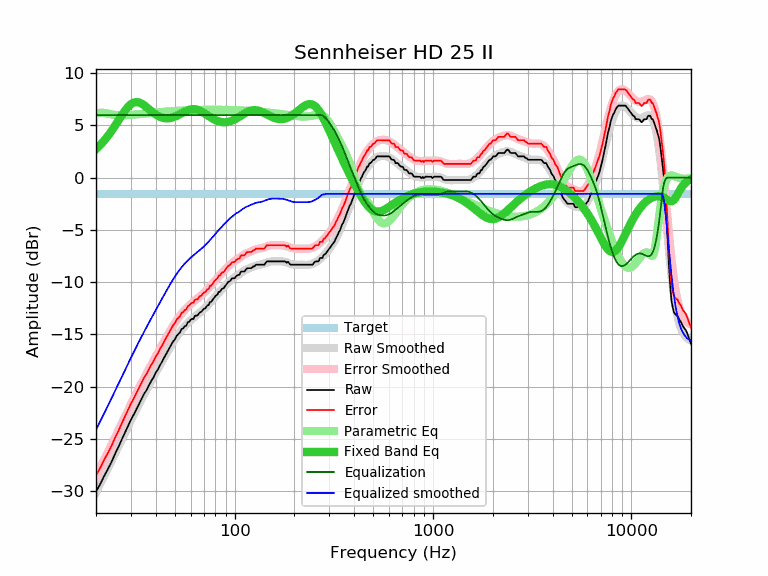 Sennheiser HD 25 II
10
5
0
−5
−10
−15
−20
−25
−30
Amplitude (dBr)
Target
Raw Smoothed
Error Smoothed
Raw
Error
Parametric Eq
Fixed Band Eq
Equalization
Equalized smoothed
100
1000
10000
Frequency (Hz)